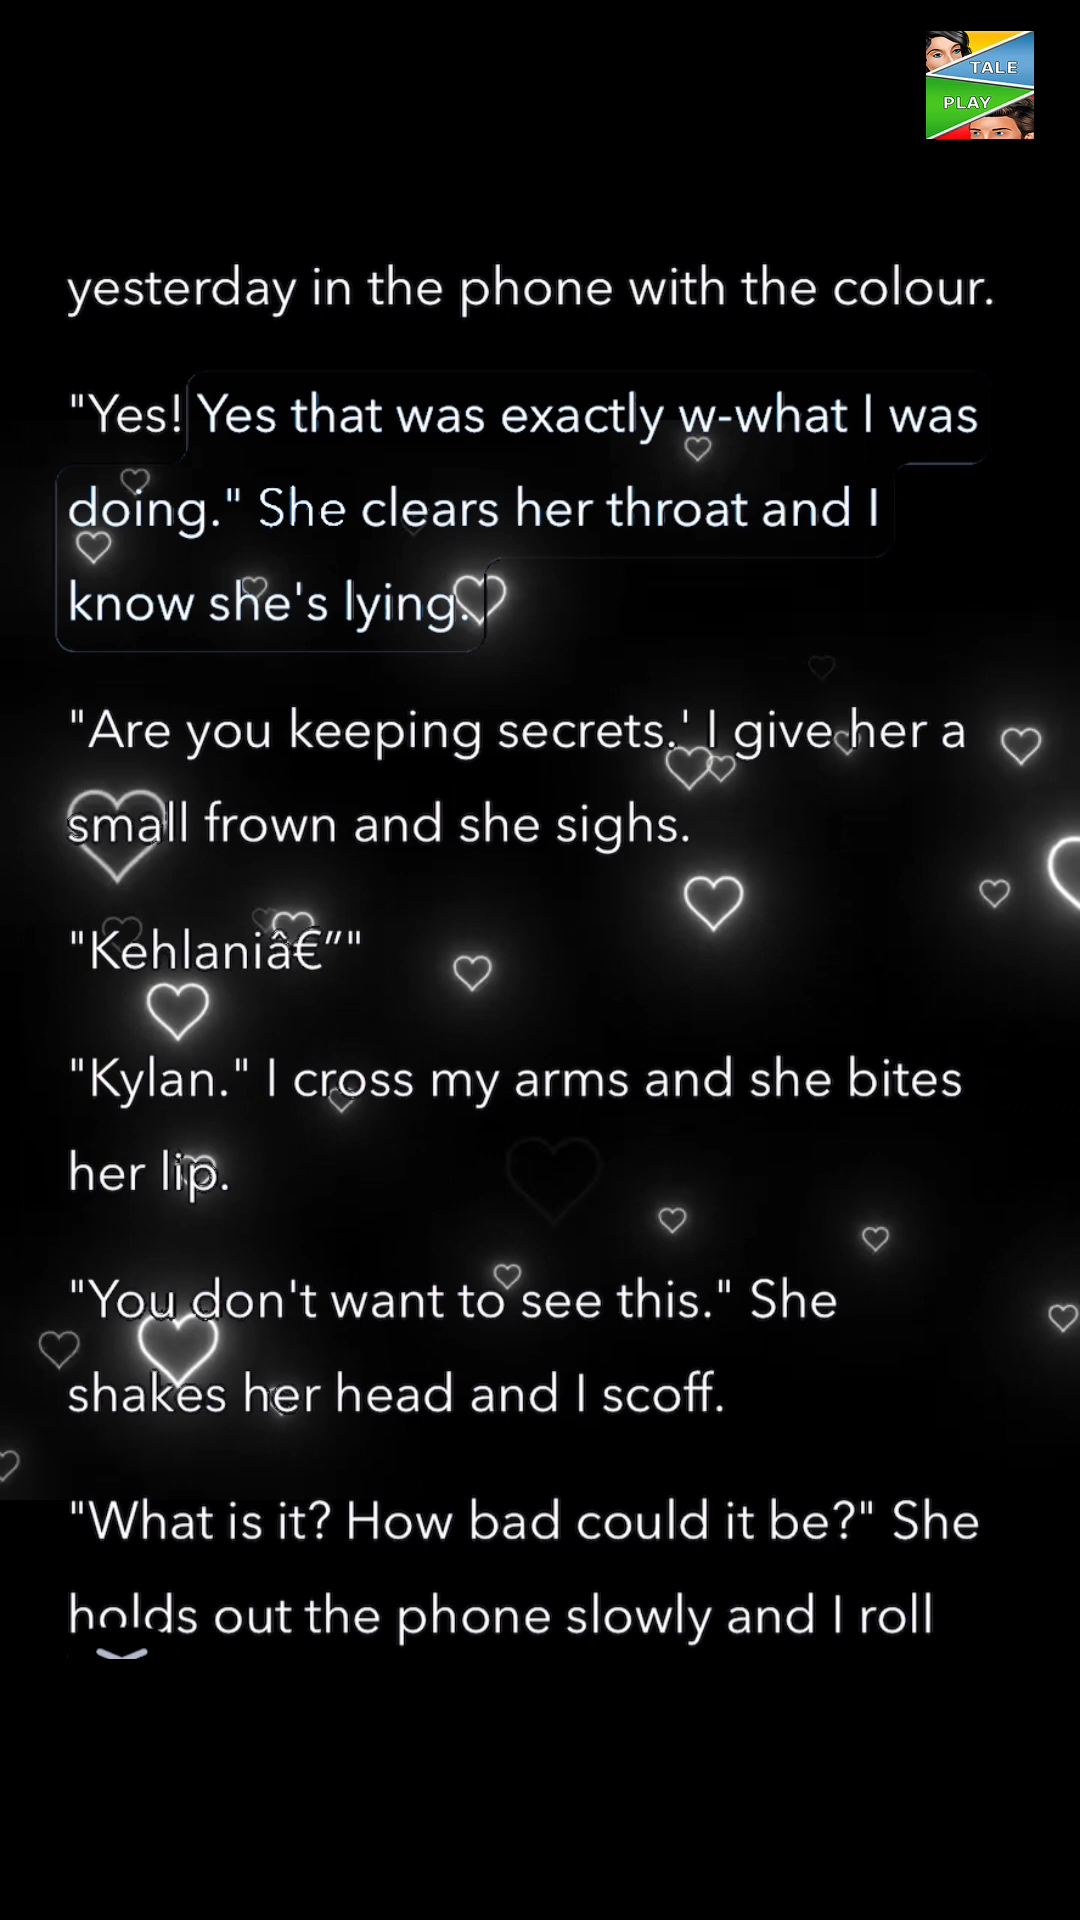 TALE
PLAY
yesterday in the phone with the colour.
"Yes! Yes that was exactly w-what I was
doing." She clears her throat and I
know she's lying.
"Are you keeping secrets.' I give her a
small frown and she sighs.
"Kehlaniâ€”"
"Kylan." I cross my arms and she bites
her lip.
"You don't want to see this." She
shakes her head and I scoff.
"What is it? How bad could it be?" She
holds out the phone slowly and I roll